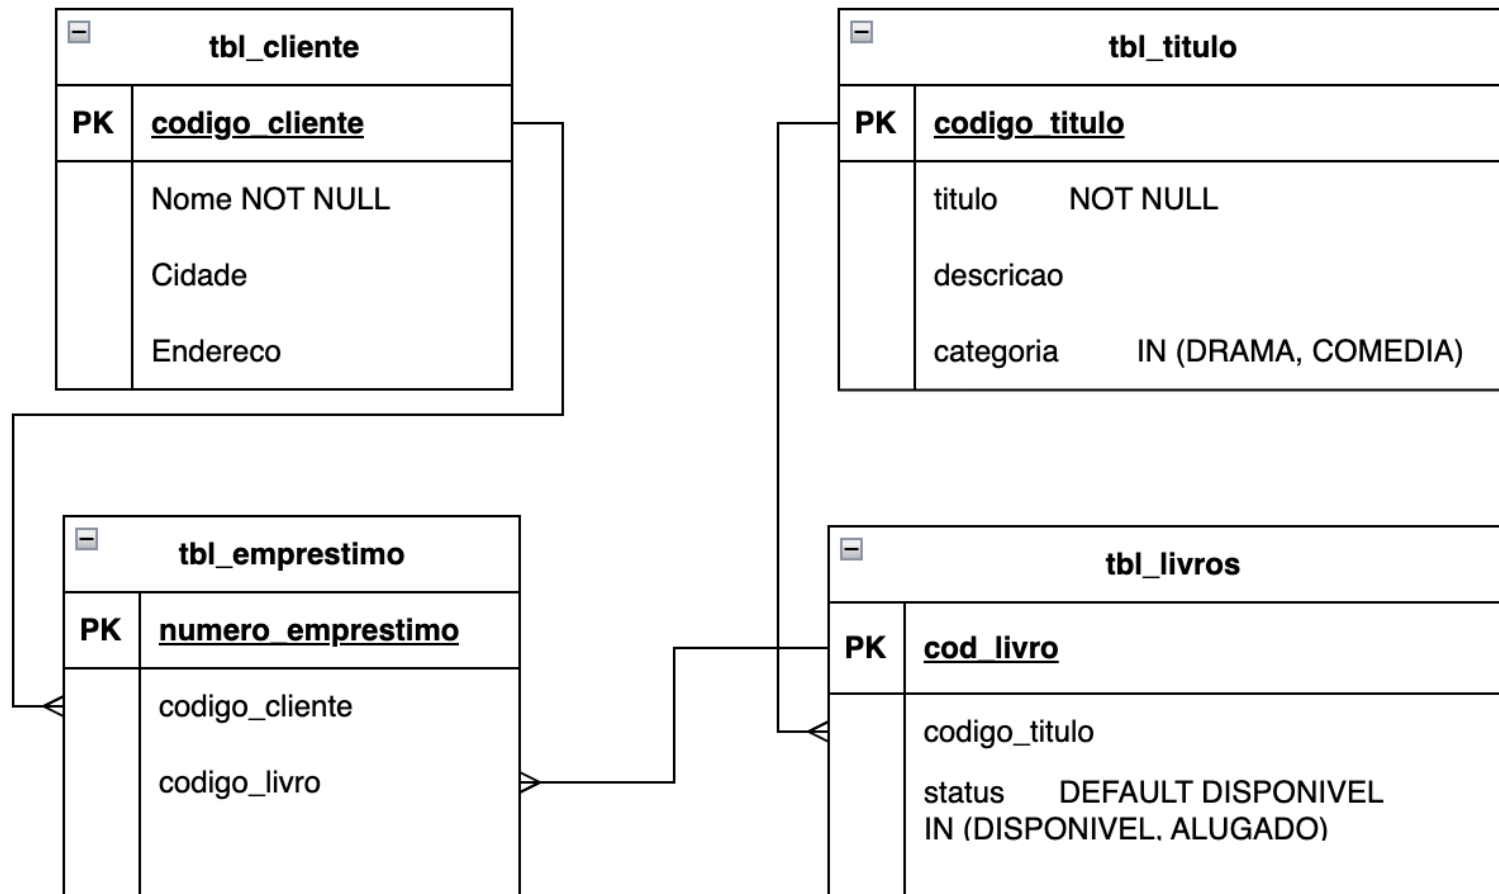 tbl_cliente
PK codigo_cliente
Nome NOT NULL
Cidade
Endereco
tbl_titulo
PK codigo_titulo
titulo NOT NULL
descricao
categoria IN (DRAMA, COMEDIA)
tbl_emprestimo
PK numero_emprestimo
codigo_cliente
codigo_livro
tbl_livros
PK cod_livro
codigo_titulo
status DEFAULT DISPONIVEL
IN (DISPONIVEL, ALUGADO)